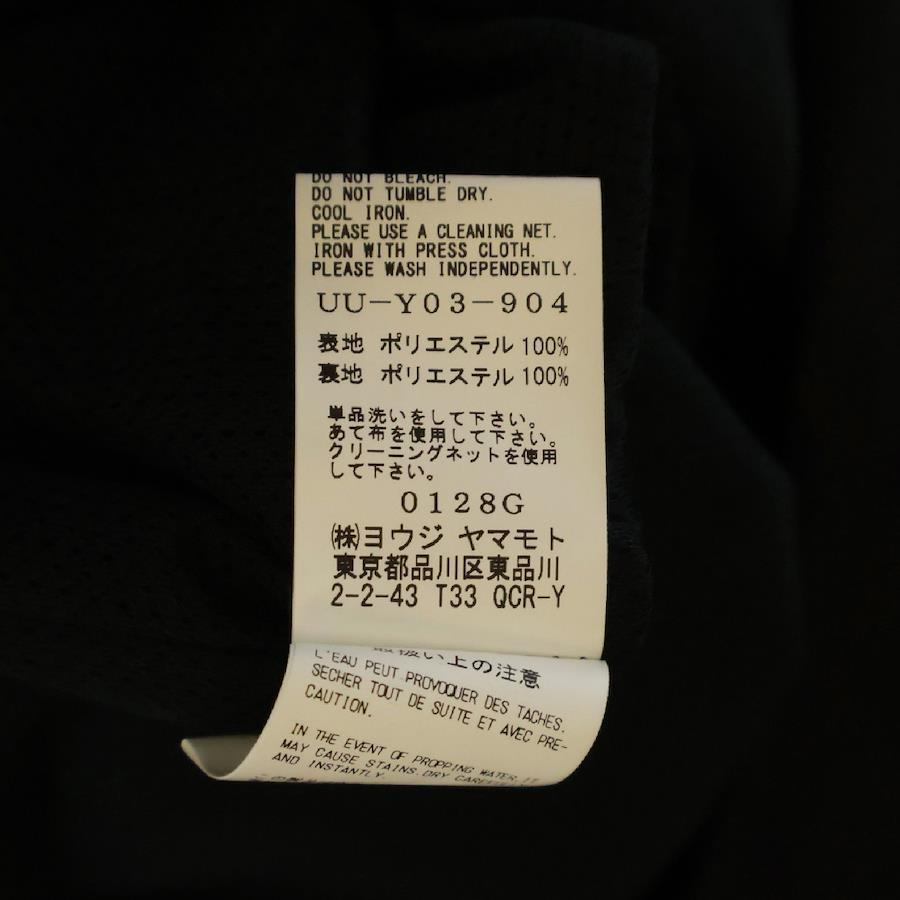 DO NOT BLEACH.
DO NOT TUMBLE DRY.
COOL IRON.
PLEASE USE A CLEANING NET.
IRON WITH PRESS CLOTH.
PLEASE WASH INDEPENDENTLY.
UU-Y03-904
表地 ポリエステル 100%
裏地 ポリエステル 100%
単品洗いをして下さい。
あて布を使用して下さい。
クリーニングネットを使用
して下さい。
0128G
㈱ヨウジ ヤマモト
東京都品川区東品川
2-2-43 T33 QCR-Y
扱い上の注意
L'EAU PEUT PROVOQUER DES TACHES.
SECHER TOUT DE SUITE ET AVEC PRE-
CAUTION.
IN THE EVENT OF PROPPING WATER, IT
MAY CAUSE STAINS. DRY CAREFULLY
AND INSTANTLY.